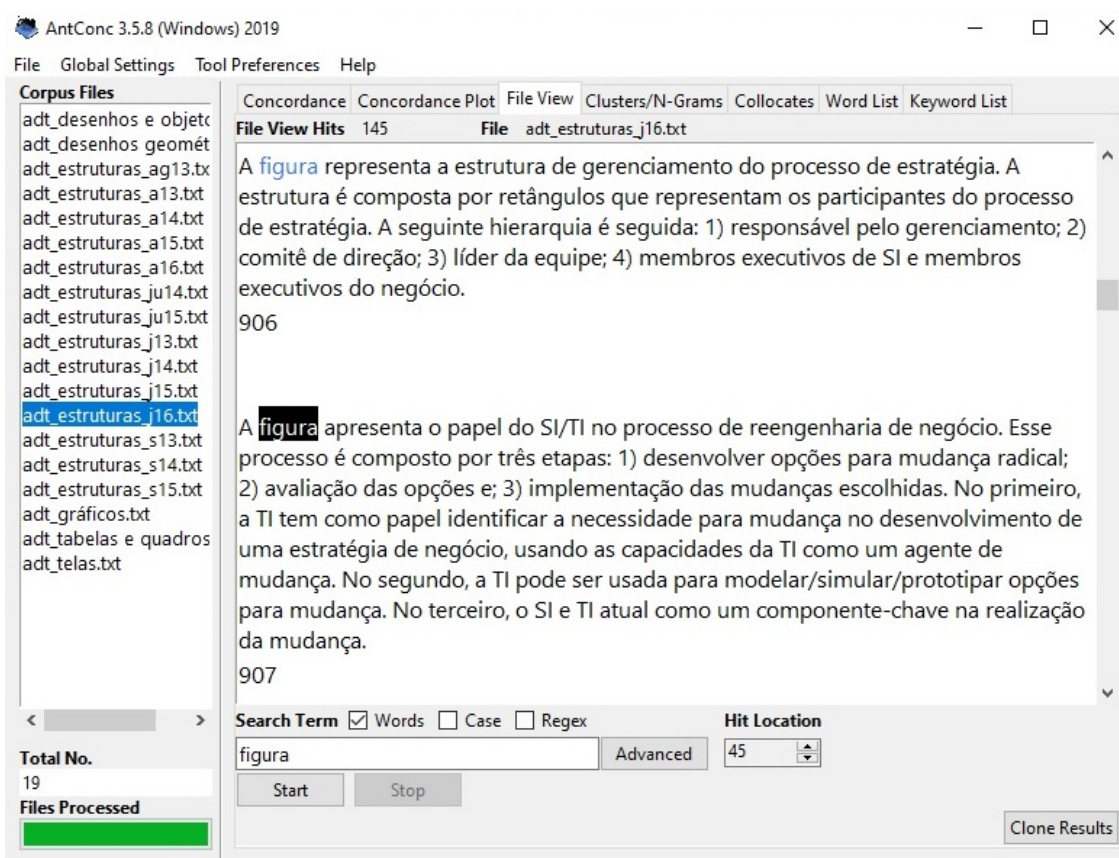 AntConc 3.5.8 (Windows) 2019
File Global Settings Tool Preferences Help
Corpus Files
adt_desenhos e objetc
adt_desenhos geomét
adt_estruturas_ag13.tx
adt_estruturas_a13.txt
adt_estruturas_a14.txt
adt_estruturas_a15.txt
adt_estruturas_a16.txt
adt_estruturas_ju14.txt
adt_estruturas_ju15.txt
adt_estruturas_j13.txt
adt_estruturas_j14.txt
adt_estruturas_j15.txt
adt_estruturas_j16.txt
adt_estruturas_s13.txt
adt_estruturas_s14.txt
adt_estruturas_s15.txt
adt_gráficos.txt
adt_tabelas e quadros
adt_telas.txt
Total No.
19
Files Processed
Concordance Concordance Plot File View Clusters/N-Grams Collocates Word List Keyword List
File View Hits 145 File adt_estruturas_j16.txt
A figura representa a estrutura de gerenciamento do processo de estratégia. A
estrutura é composta por retângulos que representam os participantes do processo
de estratégia. A seguinte hierarquia é seguida: 1) responsável pelo gerenciamento; 2)
comitê de direção; 3) líder da equipe; 4) membros executivos de SI e membros
executivos do negócio.
906
A figura apresenta o papel do SI/TI no processo de reengenharia de negócio. Esse
processo é composto por três etapas: 1) desenvolver opções para mudança radical;
2) avaliação das opções e; 3) implementação das mudanças escolhidas. No primeiro,
a TI tem como papel identificar a necessidade para mudança no desenvolvimento de
uma estratégia de negócio, usando as capacidades da TI como um agente de
mudança. No segundo, a TI pode ser usada para modelar/simular/prototipar opções
para mudança. No terceiro, o SI e TI atual como um componente-chave na realização
da mudança.
907
Search Term Words Case Regex Hit Location
figura Advanced 45
Start Stop
Clone Results